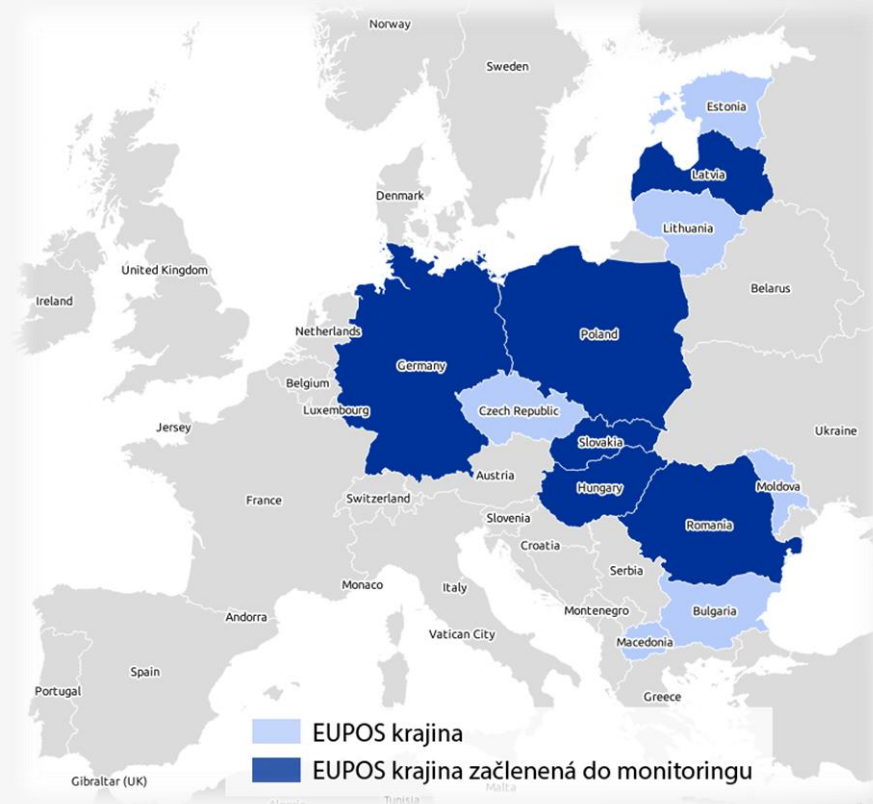 Norway
Sweden
Estonia
Latvia
Denmark
Lithuania
United Kingdom
Belarus
Ireland
Netherlands
Poland
Germany
Belgium
Luxembourg
Czech Republic
Jersey
Ukraine
Slovakia
Austria
Moldova
Hungary
Switzerland
France
Slovenia
Romania
Croatia
Serbia
Monaco
Italy
Montenegro
Bulgaria
Andorra
Vatican City
Macedonia
Spain
Portugal
Greece
EUPOS krajina
EUPOS krajina začlenená do monitoringu
Gibraltar (UK)
Malta
Tunisia